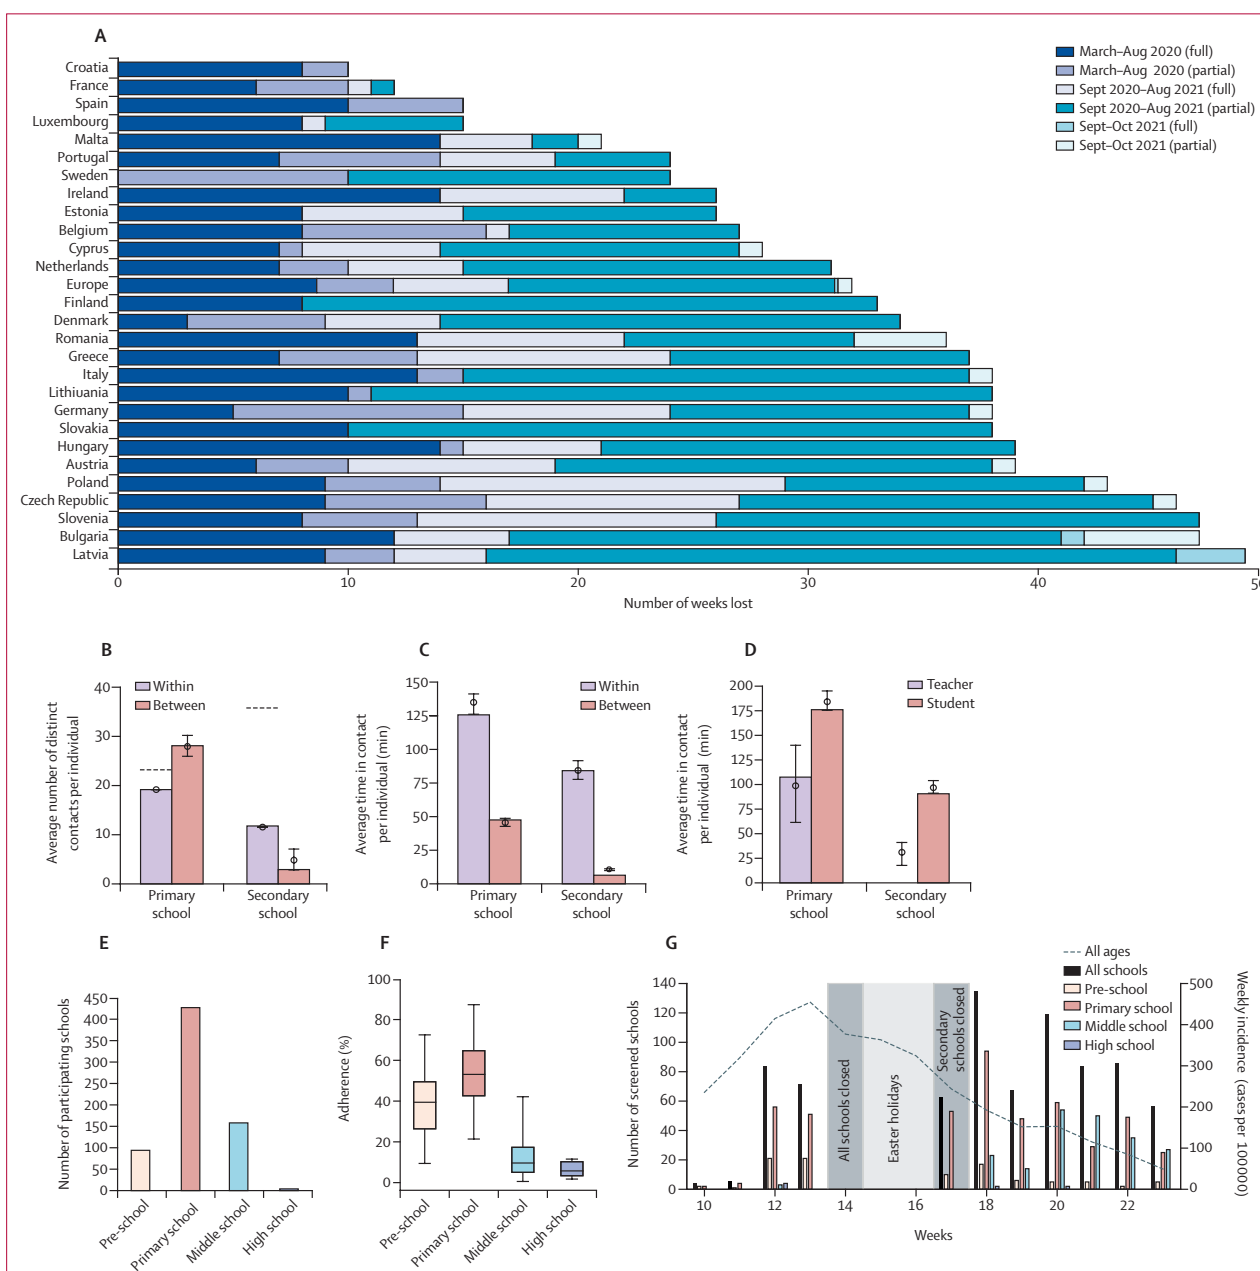 A
March–Aug 2020 (full)
March–Aug 2020 (partial)
Sept 2020–Aug 2021 (full)
Sept 2020–Aug 2021 (partial)
Sept–Oct 2021 (full)
Sept–Oct 2021 (partial)
Croatia
France
Spain
Luxembourg
Malta
Portugal
Sweden
Ireland
Estonia
Belgium
Cyprus
Netherlands
Europe
Finland
Denmark
Romania
Greece
Italy
Lithiuania
Germany
Slovakia
Hungary
Austria
Poland
Czech Republic
Slovenia
Bulgaria
Latvia
0 10 20 30 40
Number of weeks lost
B
Within
Between
40
30
20
10
0
Average number of distinct
contacts per individual
Primary
school
Secondary
school
C
Within
Between
150
125
100
75
50
25
0
Average time in contact
per individual (min)
Primary
school
Secondary
school
D
Teacher
Student
200
175
150
125
100
75
50
25
0
Average time in contact
per individual (min)
Primary
school
Secondary
school
E
450
400
350
300
250
200
150
100
50
0
Number of participating schools
Pre-school
Primary school
Middle school
High school
F
100
80
60
40
20
0
Adherence (%)
Pre-school
Primary school
Middle school
High school
G
All ages
All schools
Pre-school
Primary school
Middle school
High school
140
120
100
80
60
40
20
0
Number of screened schools
All schools closed
Easter holidays
Secondary
schools closed
500
400
300
200
100
0
Weekly incidence (cases per 100000)
10 12 14 16 18 20 22
Weeks